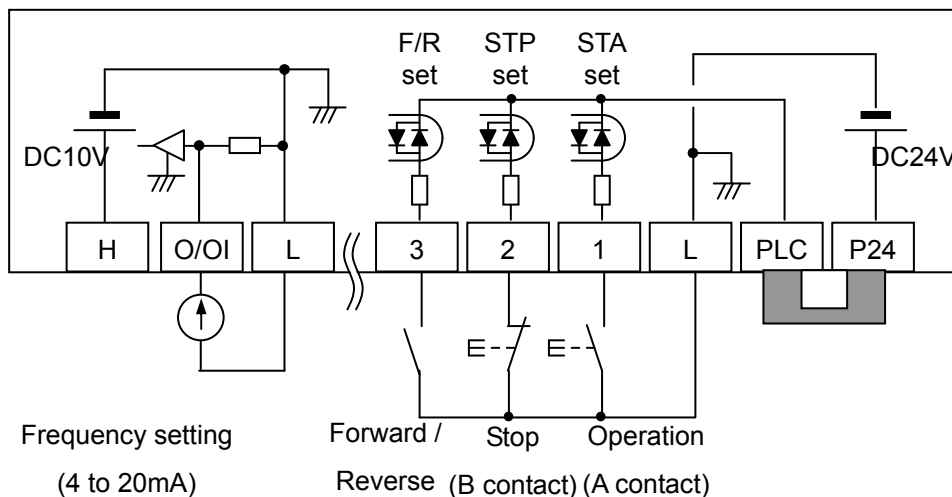 F/R STP STA
set set set
DC10V DC24V
H O/OI L 3 2 1 L PLC P24
Frequency setting Forward / Stop Operation
(4 to 20mA) Reverse (B contact) (A contact)